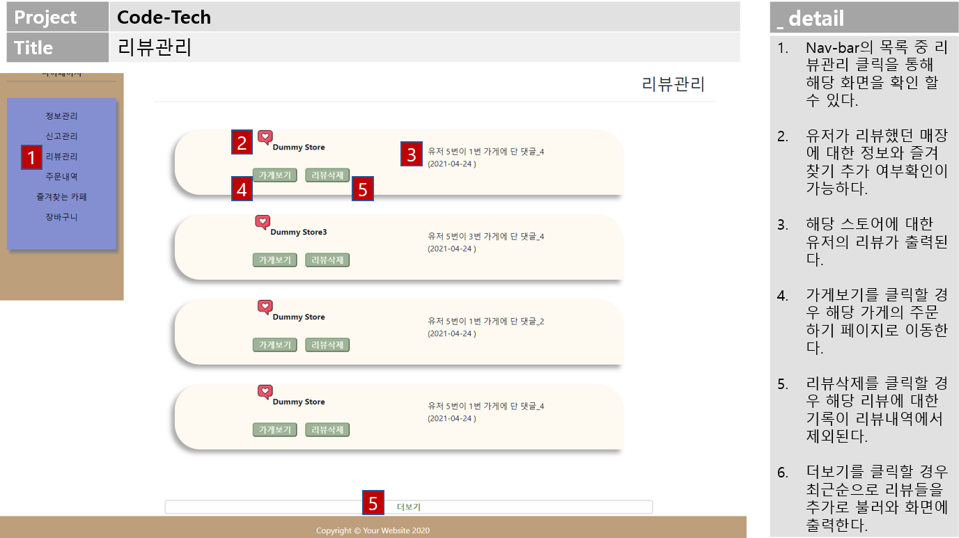 Project
Code-Tech
_ detail
Title
리뷰관리
리뷰관리
정보관리
신고관리
1
리뷰관리
주문내역
즐겨찾는 카페
장바구니
2
Dummy Store
가게보기
리뷰삭제
4
5
3
유저 5번이 1번 가게에 단 댓글_4
(2021-04-24 )
Dummy Store3
가게보기
리뷰삭제
유저 5번이 3번 가게에 단 댓글_4
(2021-04-24 )
Dummy Store
가게보기
리뷰삭제
유저 5번이 1번 가게에 단 댓글_2
(2021-04-24 )
Dummy Store
가게보기
리뷰삭제
유저 5번이 1번 가게에 단 댓글_4
(2021-04-24 )
5
더보기
Copyright © Your Website 2020
1. Nav-bar의 목록 중 리
뷰관리 클릭을 통해
해당 화면을 확인 할
수 있다.
2. 유저가 리뷰했던 매장
에 대한 정보와 즐겨
찾기 추가 여부확인이
가능하다.
3. 해당 스토어에 대한
유저의 리뷰가 출력된
다.
4. 가게보기를 클릭할 경
우 해당 가게의 주문
하기 페이지로 이동한
다.
5. 리뷰삭제를 클릭할 경
우 해당 리뷰에 대한
기록이 리뷰내역에서
제외된다.
6. 더보기를 클릭할 경우
최근순으로 리뷰들을
추가로 불러와 화면에
출력한다.